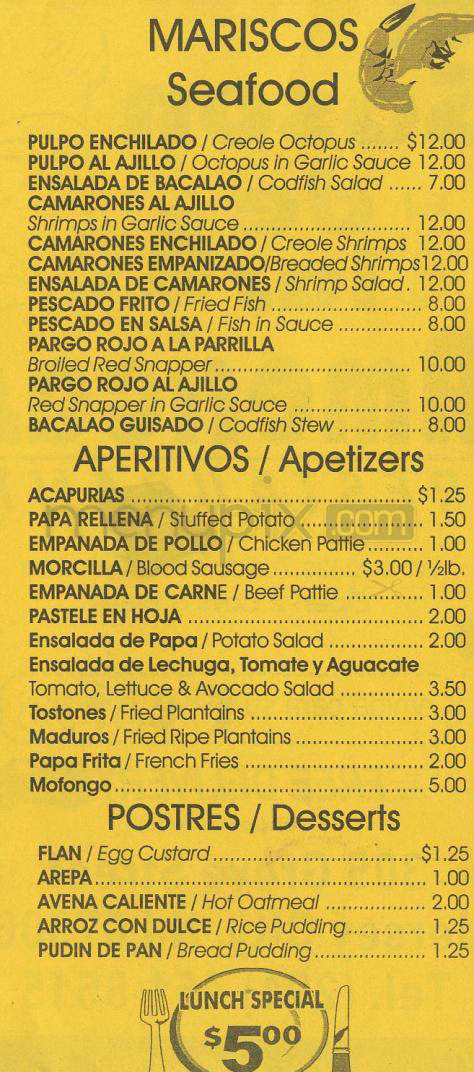 MARISCOS
Seafood
PULPO ENCHILADO / Creole Octopus ....... $12.00
PULPO AL AJILLO / Octopus in Garlic Sauce 12.00
ENSALADA DE BACALAO / Codfish Salad ...... 7.00
CAMARONES AL AJILLO
Shrimps in Garlic Sauce ................................ 12.00
CAMARONES ENCHILADO / Creole Shrimps 12.00
CAMARONES EMPANIZADO/Breaded Shrimps12.00
ENSALADA DE CAMARONES / Shrimp Salad . 12.00
PESCADO FRITO / Fried Fish ........................... 8.00
PESCADO EN SALSA / Fish in Sauce ............... 8.00
PARGO ROJO A LA PARRILLA
Broiled Red Snapper..................................... 10.00
PARGO ROJO AL AJILLO
Red Snapper in Garlic Sauce ...................... 10.00
BACALAO GUISADO / Codfish Stew ............... 8.00
APERITIVOS / Apetizers
ACAPURIAS .............................................. $1.25
PAPA RELLENA / Stuffed Potato .................... 1.50
EMPANADA DE POLLO / Chicken Pattie.......... 1.00
MORCILLA / Blood Sausage............... $3.00 / ½lb.
EMPANADA DE CARNE / Beef Pattie ............. 1.00
PASTELE EN HOJA ........................................ 2.00
Ensalada de Papa / Potato Salad ................ 2.00
Ensalada de Lechuga, Tomate y Aguacate
Tomato, Lettuce & Avocado Salad .............. 3.50
Tostones / Fried Plantains ............................. 3.00
Maduros / Fried Ripe Plantains ...................... 3.00
Papa Frita / French Fries .............................. 2.00
Mofongo.................................................... 5.00
POSTRES / Desserts
FLAN / Egg Custard ................................... $1.25
AREPA......................................................... 1.00
AVENA CALIENTE / Hot Oatmeal ................. 2.00
ARROZ CON DULCE / Rice Pudding.............. 1.25
PUDIN DE PAN / Bread Pudding................... 1.25
LUNCH SPECIAL
$5 00
menupix .com